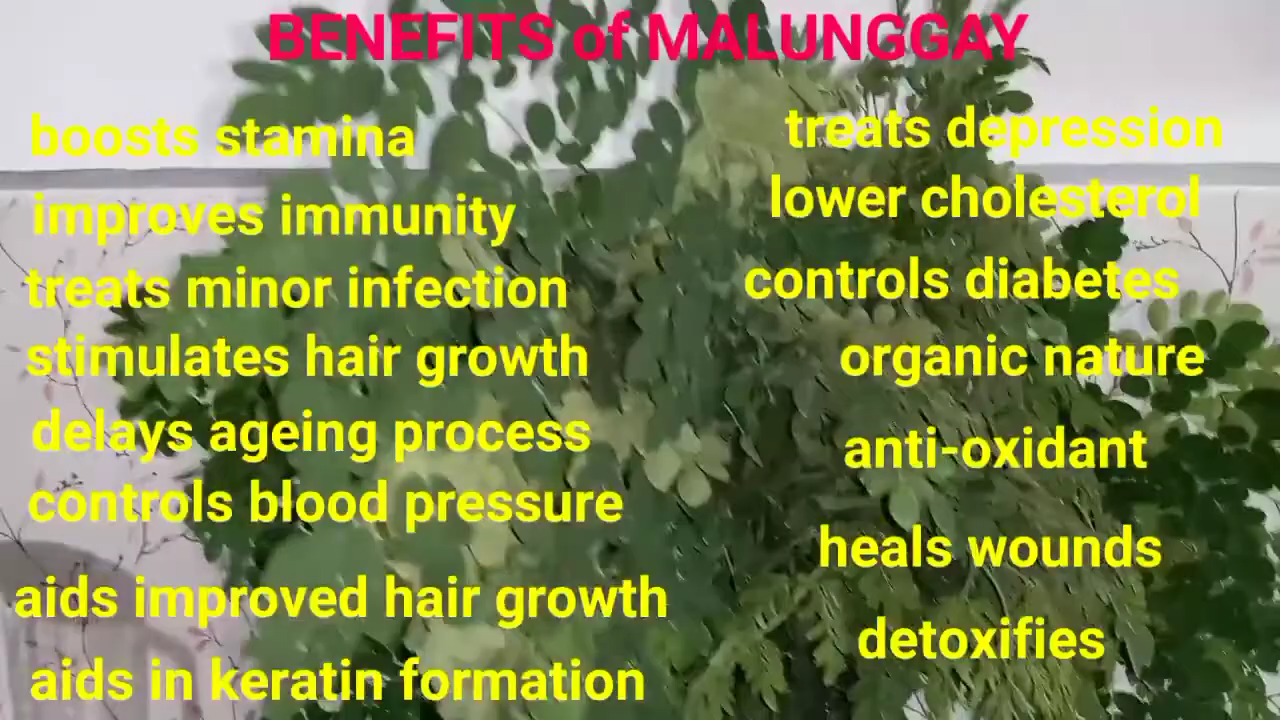 BENEFITS of MALUNGGAY
boosts stamina
improves immunity
treats minor infection
stimulates hair growth
delays ageing process
controls blood pressure
aids improved hair growth
aids in keratin formation
treats depression
lower cholesterol
controls diabetes
organic nature
anti-oxidant
heals wounds
detoxifies